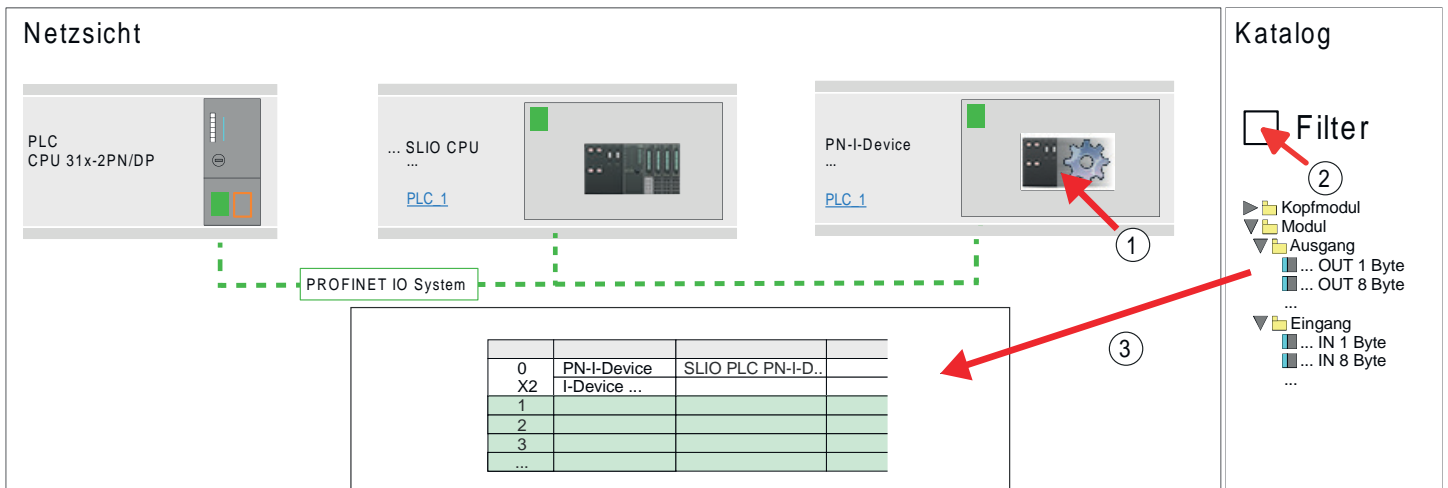 Netzsicht
PLC
CPU 31x-2PN/DP
... SLIO CPU
...
PLC_1
PN-I-Device
...
PLC_1
1
PROFINET IO System
0 PN-I-Device SLIO PLC PN-I-D..
X2 I-Device ...
1
2
3
...
3
Katalog
Filter
2
Kopfmodul
Modul
Ausgang
... OUT 1 Byte
... OUT 8 Byte
...
Eingang
... IN 1 Byte
... IN 8 Byte
...